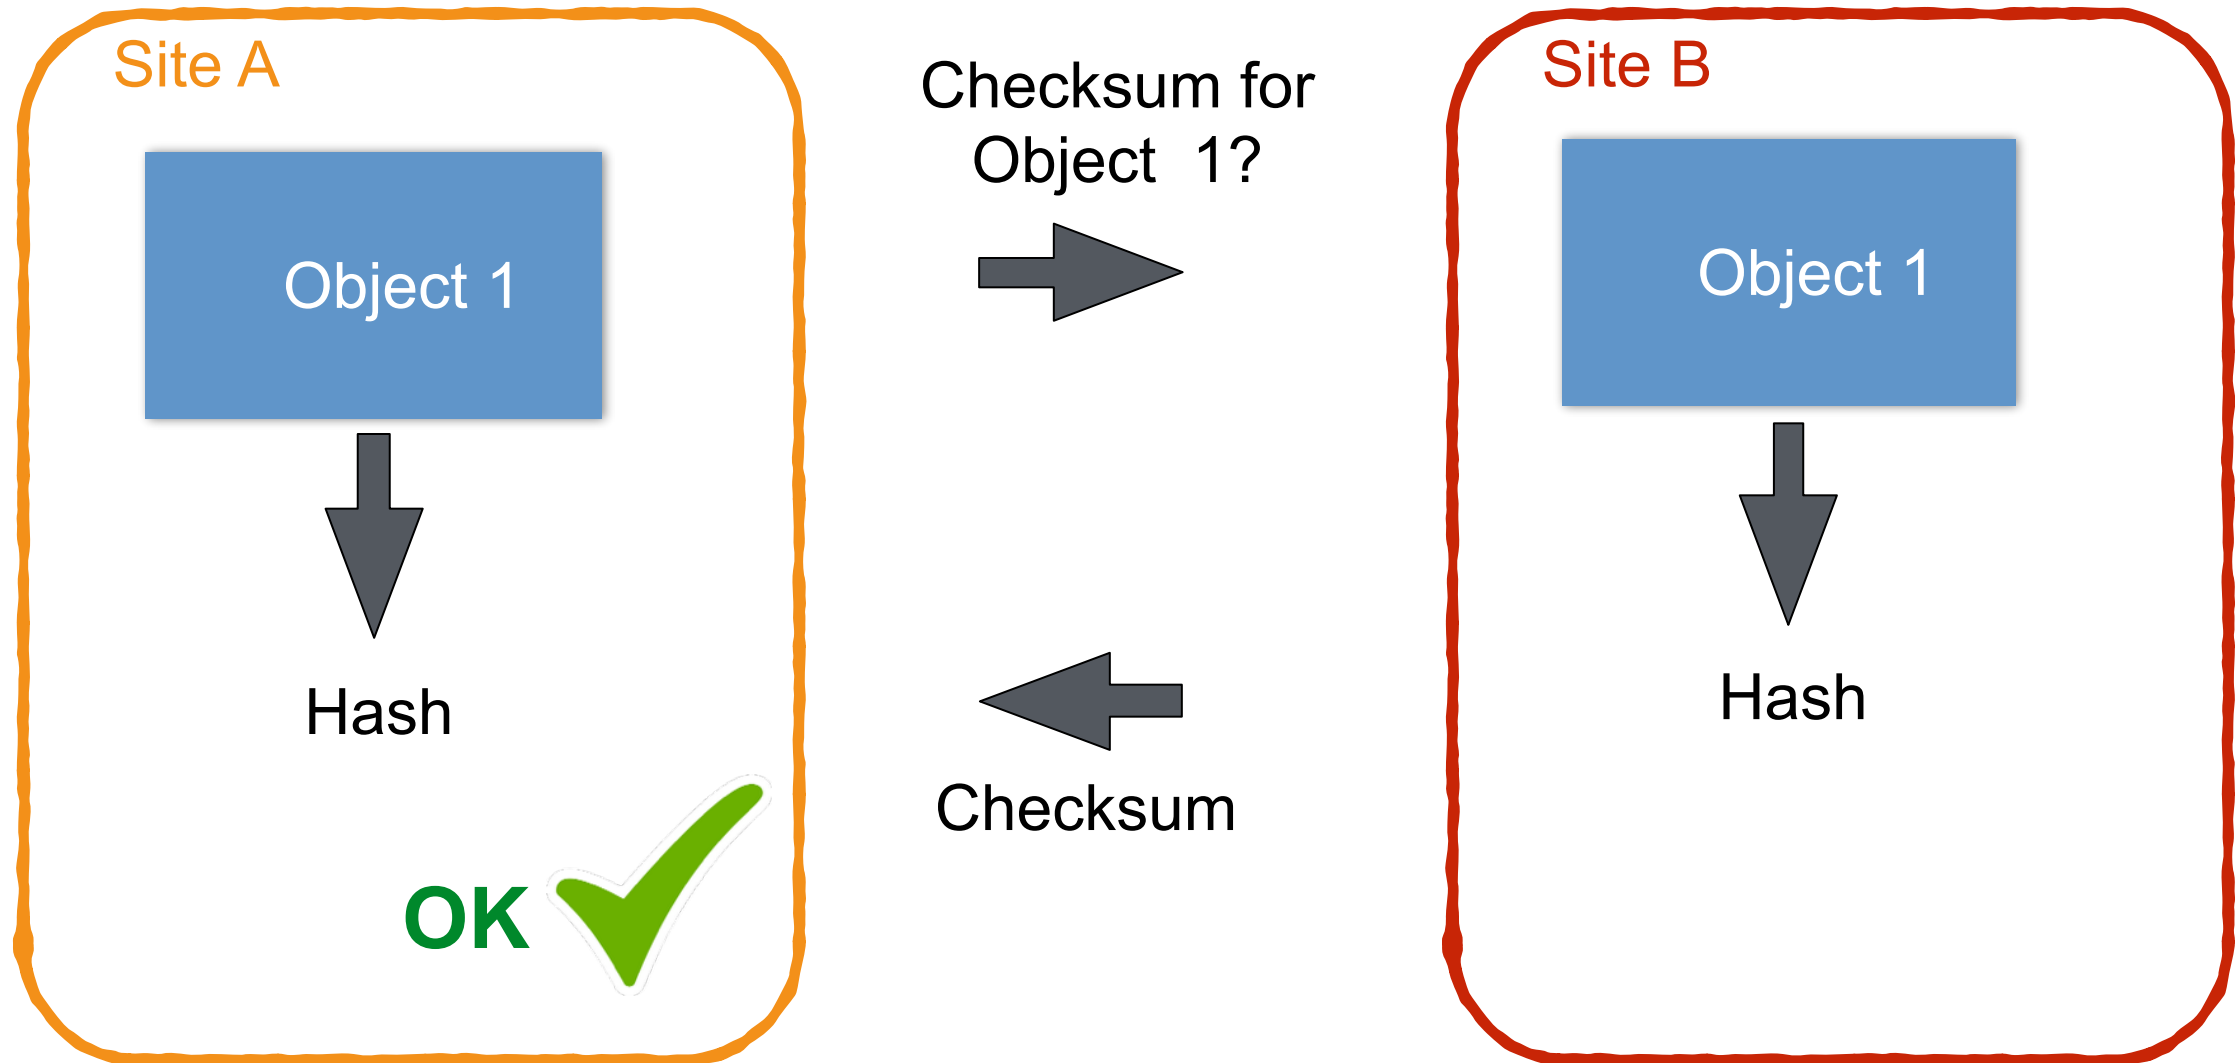 Site A
Object 1
Hash
OK
Checksum for
Object 1?
Checksum
Site B
Object 1
Hash